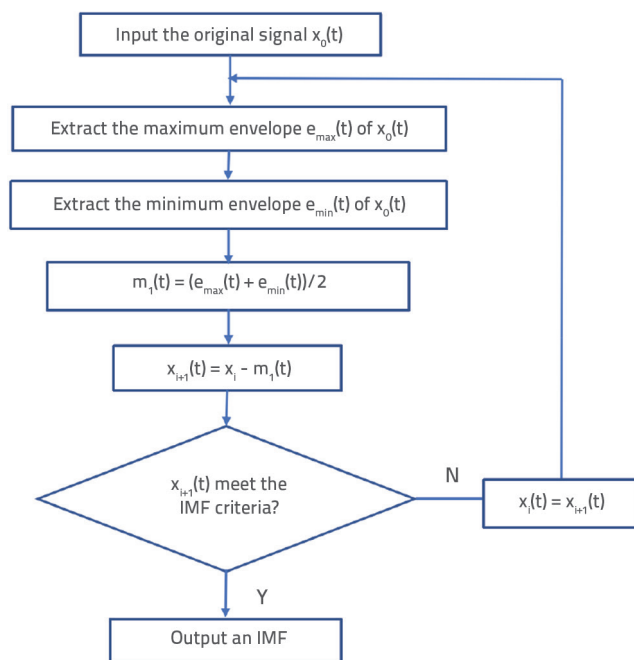 Input the original signal x₀(t)
Extract the maximum envelope eₘₐₓ(t) of x₀(t)
Extract the minimum envelope eₘᵢₙ(t) of x₀(t)
m₁(t) = (eₘₐₓ(t) + eₘᵢₙ(t))/2
xᵢ₊₁(t) = xᵢ - m₁(t)
xᵢ₊₁(t) meet the
IMF criteria?
N
xᵢ(t) = xᵢ₊₁(t)
Y
Output an IMF